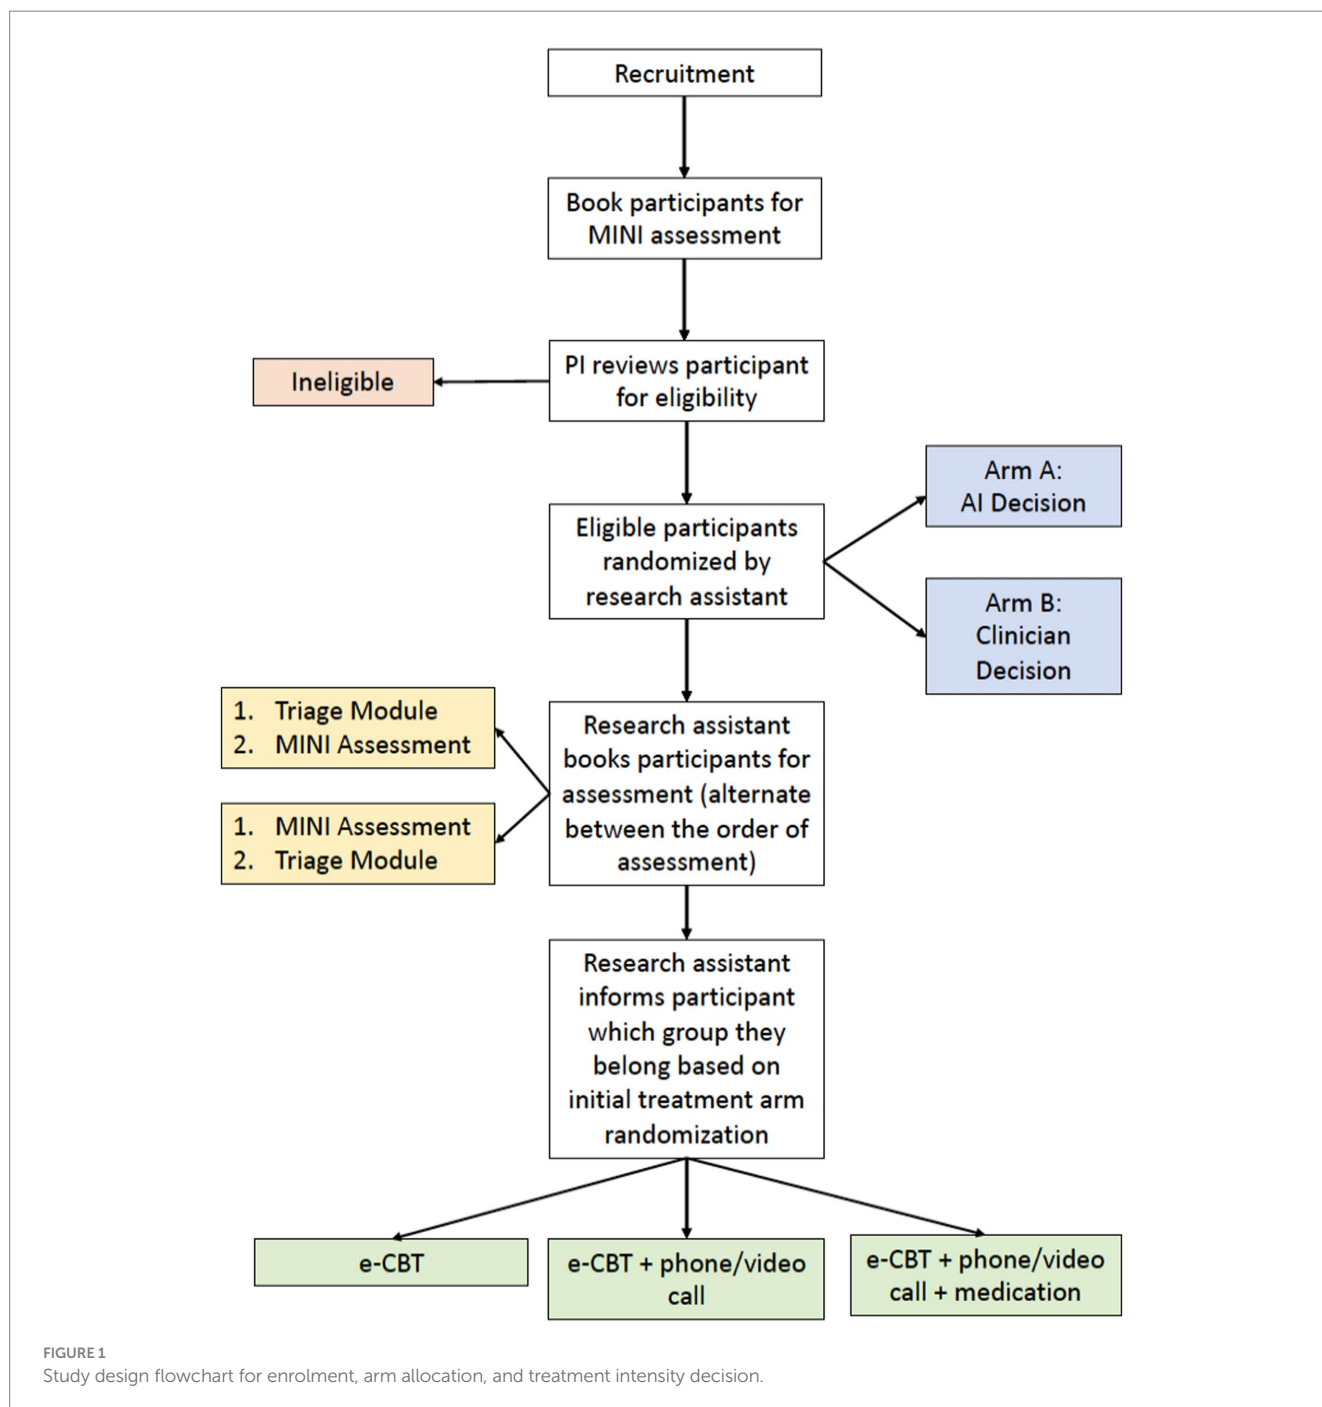 Recruitment
Book participants for
MINI assessment
PI reviews participant
for eligibility
Ineligible
Eligible participants
randomized by
research assistant
Arm A:
AI Decision
Arm B:
Clinician
Decision
Research assistant
books participants for
assessment (alternate
between the order of
assessment)
1. Triage Module
2. MINI Assessment
1. MINI Assessment
2. Triage Module
Research assistant
informs participant
which group they
belong based on
initial treatment arm
randomization
e-CBT
e-CBT + phone/video
call
e-CBT + phone/video
call + medication
FIGURE 1
Study design flowchart for enrolment, arm allocation, and treatment intensity decision.